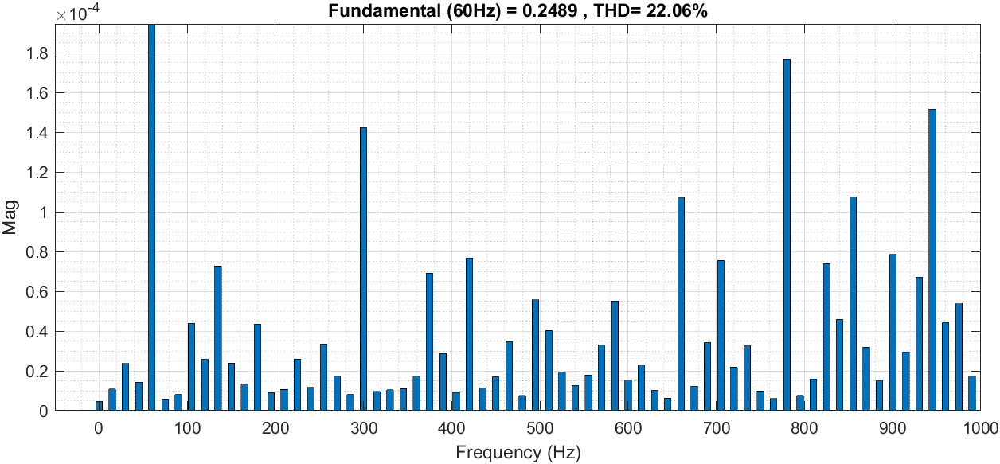 Fundamental (60Hz) = 0.2489 , THD= 22.06%
×10⁻⁴
1.8
1.6
1.4
1.2
1
0.8
0.6
0.4
0.2
0
Mag
0 100 200 300 400 500 600 700 800 900 1000
Frequency (Hz)